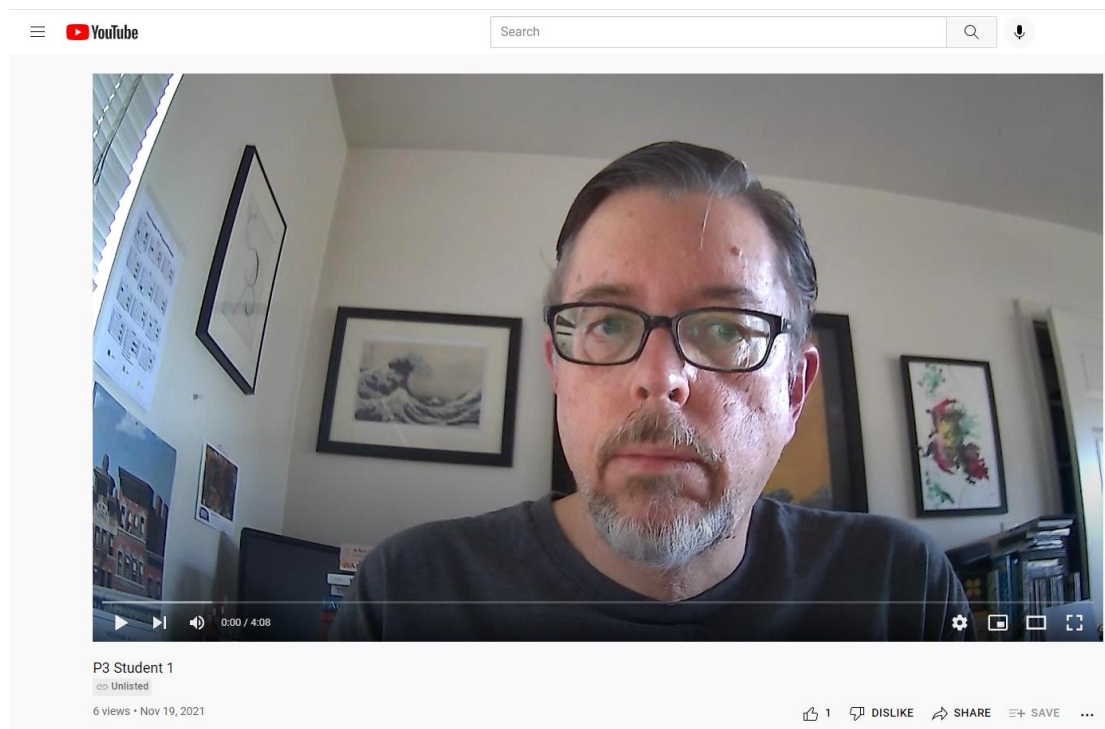 YouTube
Search
0:00 / 4:08
P3 Student 1
Unlisted
6 views • Nov 19, 2021
1 DISLIKE SHARE SAVE